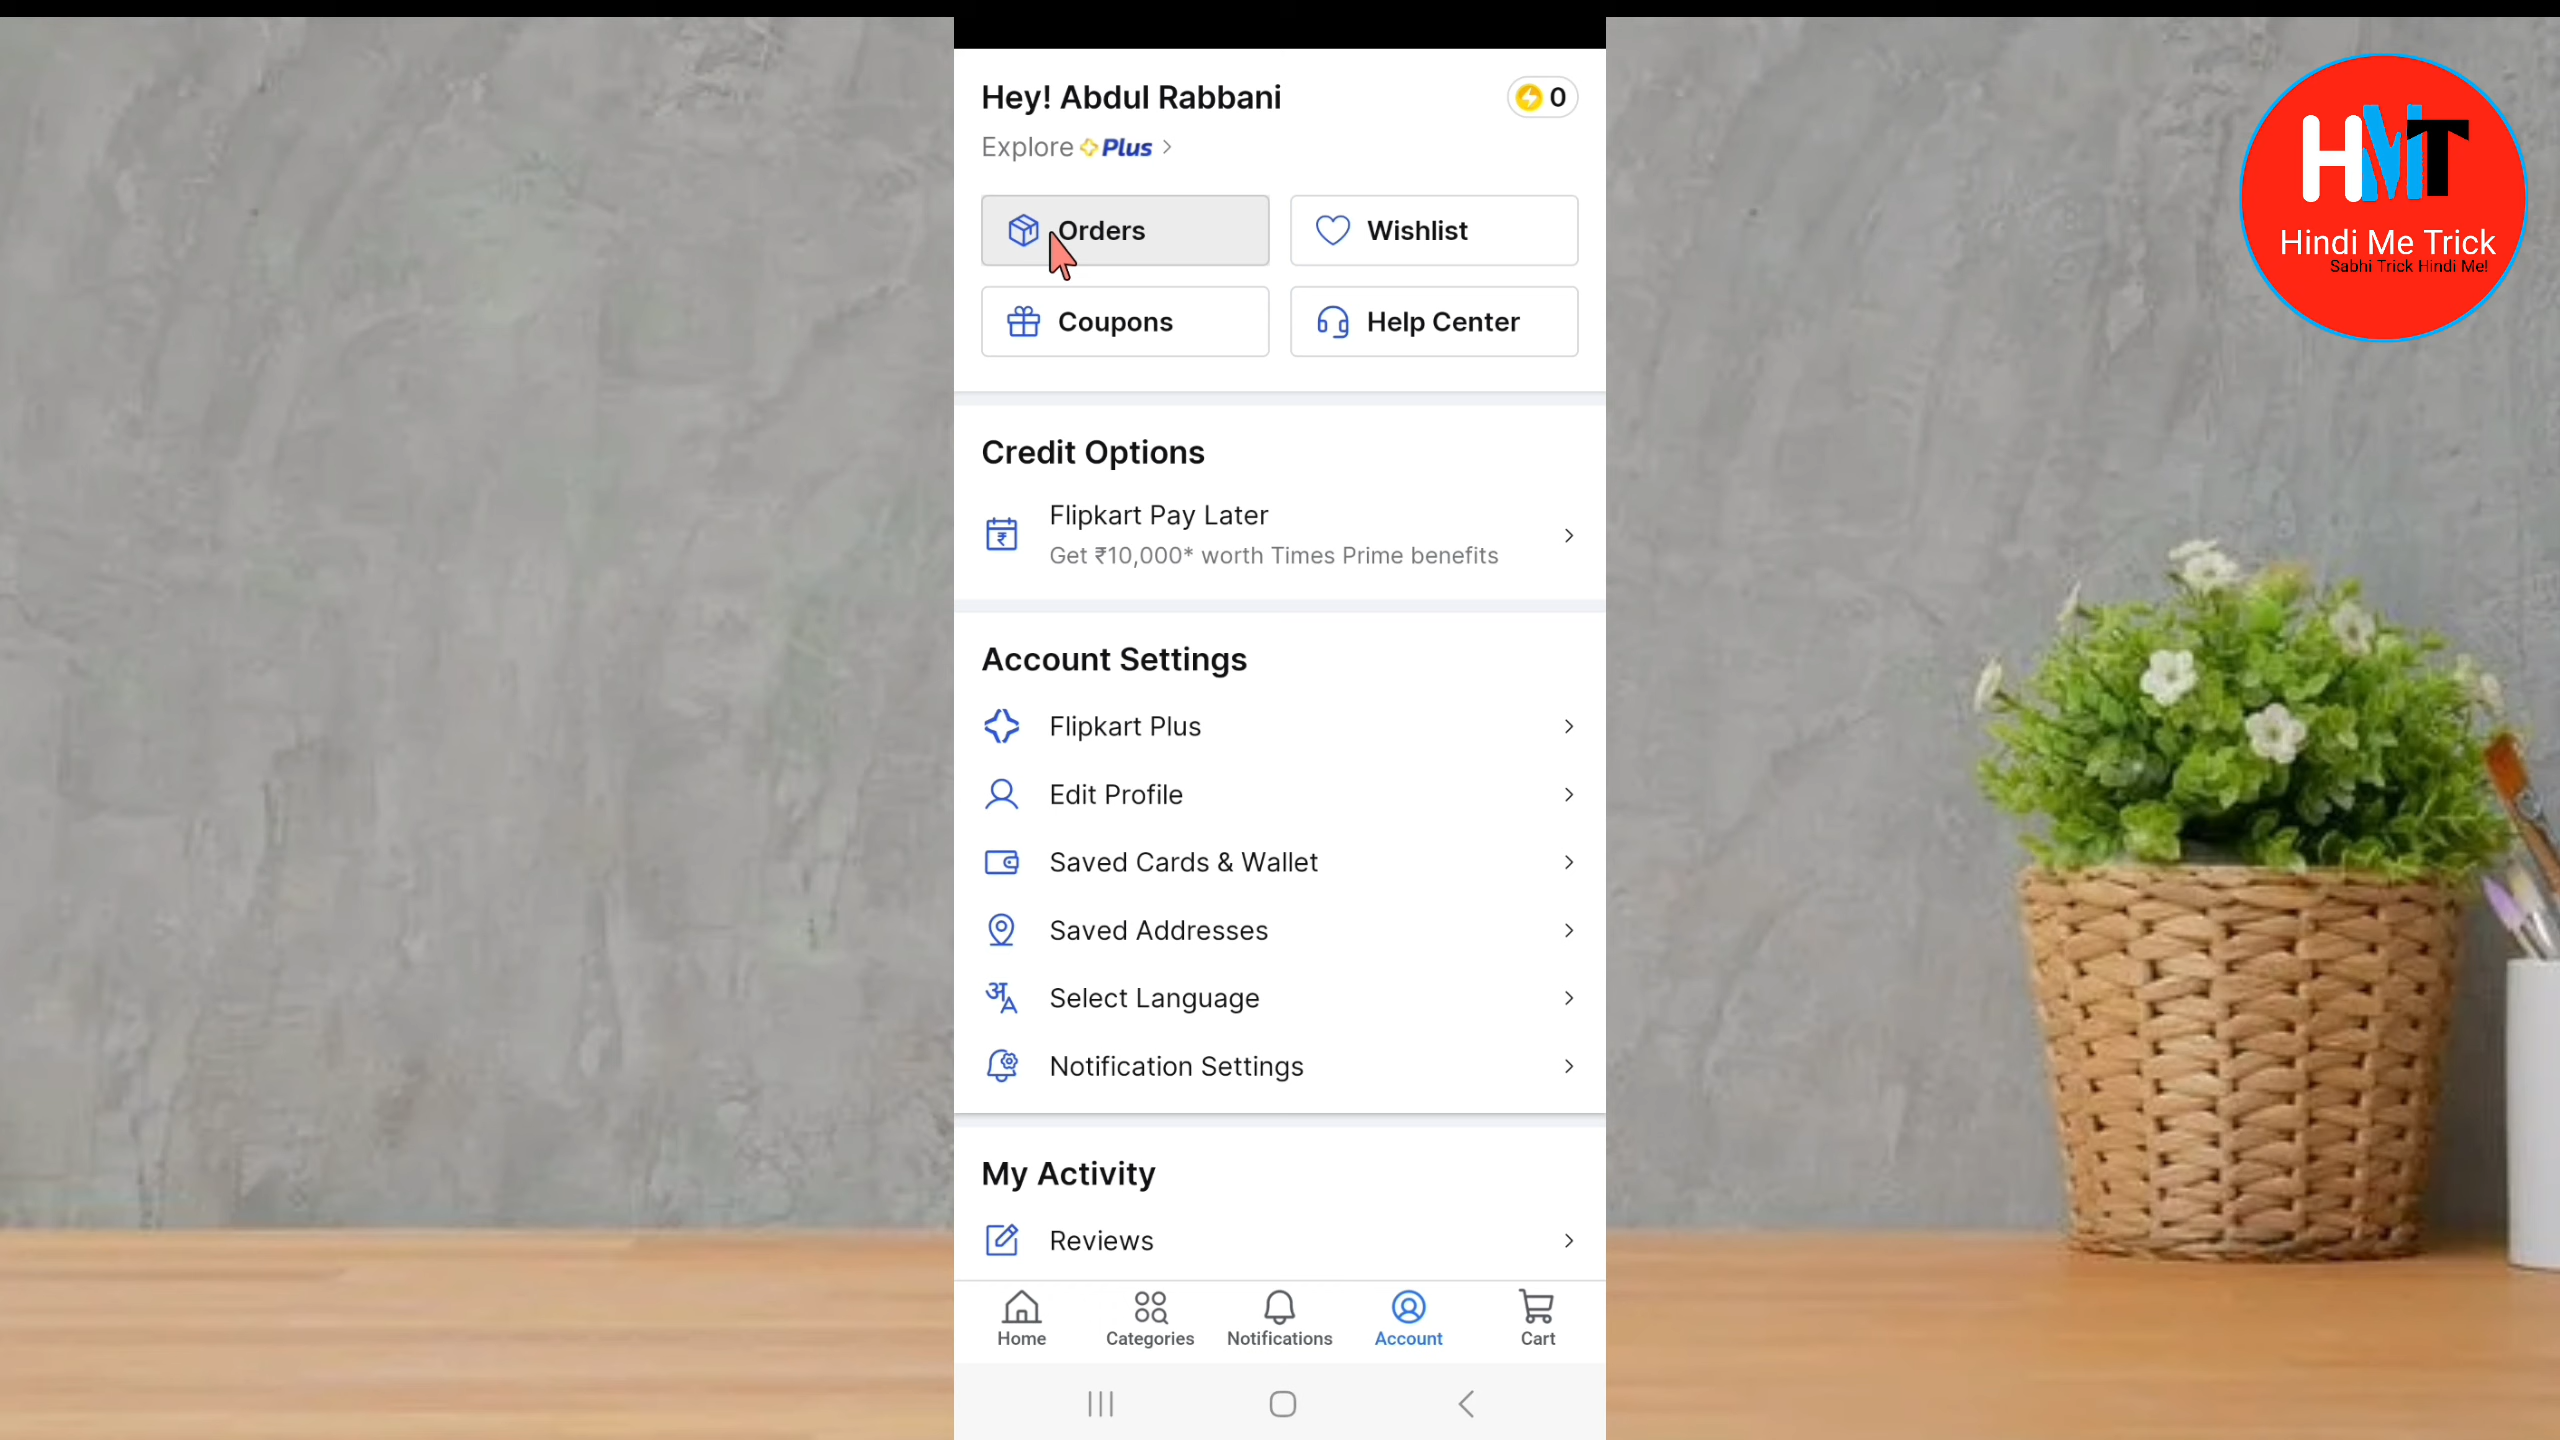 Hey! Abdul Rabbani
0
Explore Plus
Orders
Wishlist
Coupons
Help Center
Credit Options
Flipkart Pay Later
Get ₹10,000* worth Times Prime benefits
Account Settings
Flipkart Plus
Edit Profile
Saved Cards & Wallet
Saved Addresses
Select Language
Notification Settings
My Activity
Reviews
Home
Categories
Notifications
Account
Cart
HMT
Hindi Me Trick
Sabhi Trick Hindi Me!